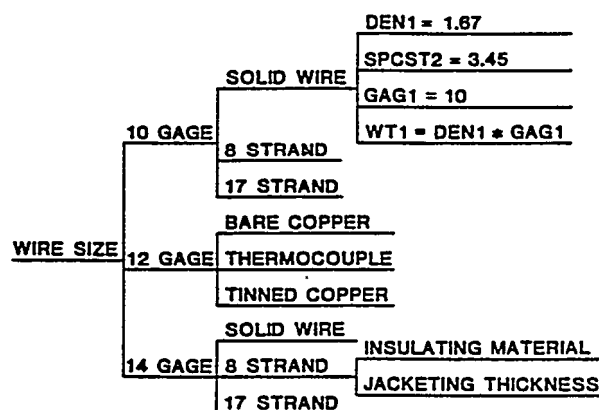 DEN1 = 1.67
SPCST2 = 3.45
SOLID WIRE
GAG1 = 10
10 GAGE
WT1 = DEN1 * GAG1
8 STRAND
17 STRAND
BARE COPPER
WIRE SIZE
12 GAGE
THERMOCOUPLE
TINNED COPPER
SOLID WIRE
14 GAGE
8 STRAND
INSULATING MATERIAL
JACKETING THICKNESS
17 STRAND